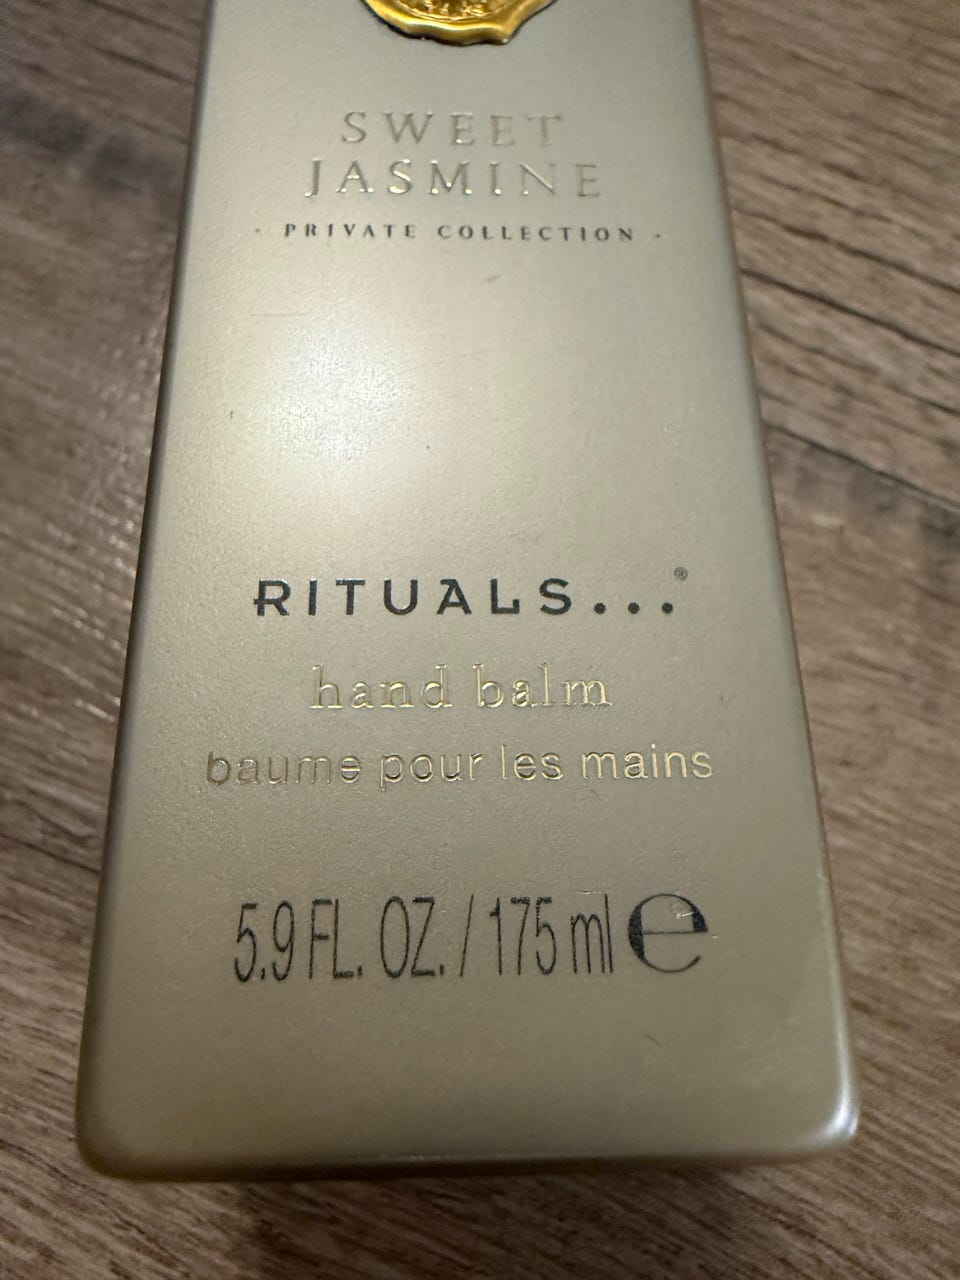 SWEET
JASMINE
· PRIVATE COLLECTION ·
RITUALS...®
hand balm
baume pour les mains
5.9 FL. OZ. / 175 ml ℮